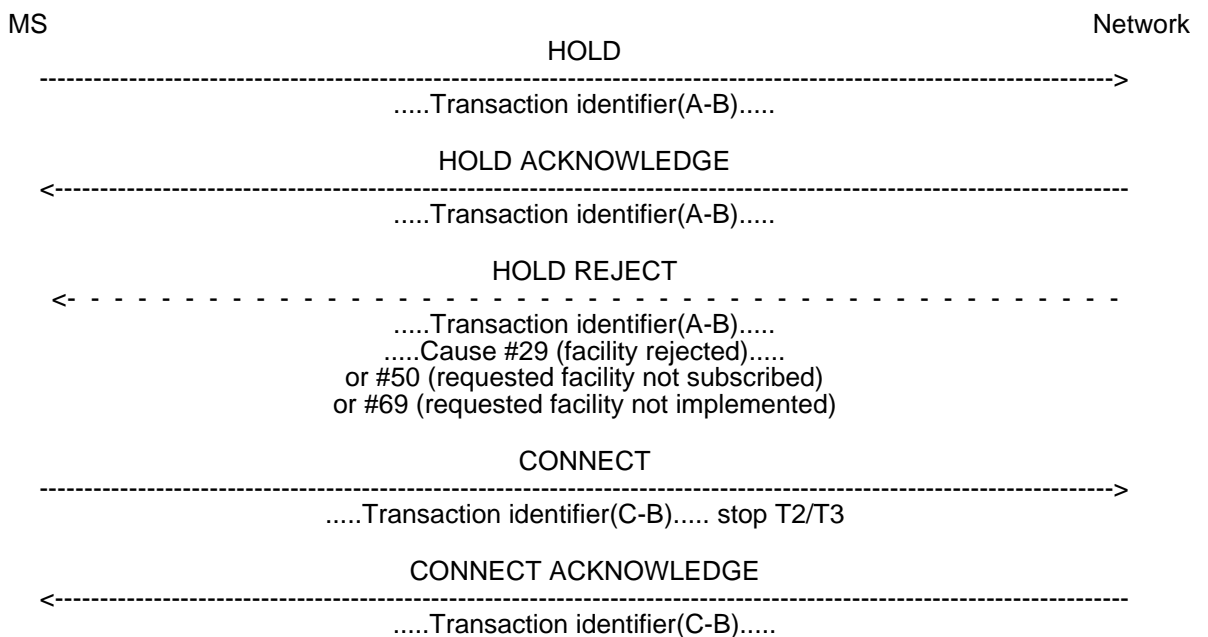 MS Network
HOLD
------------------------------------------------------------------------------------------------------------------------>
.....Transaction identifier(A-B).....
HOLD ACKNOWLEDGE
<------------------------------------------------------------------------------------------------------------------------
.....Transaction identifier(A-B).....
HOLD REJECT
<- - - - - - - - - - - - - - - - - - - - - - - - - - - - - - - - - - - - - - - - - - - - -
.....Transaction identifier(A-B).....
.....Cause #29 (facility rejected).....
or #50 (requested facility not subscribed)
or #69 (requested facility not implemented)
CONNECT
------------------------------------------------------------------------------------------------------------------------>
.....Transaction identifier(C-B)..... stop T2/T3
CONNECT ACKNOWLEDGE
<------------------------------------------------------------------------------------------------------------------------
.....Transaction identifier(C-B).....